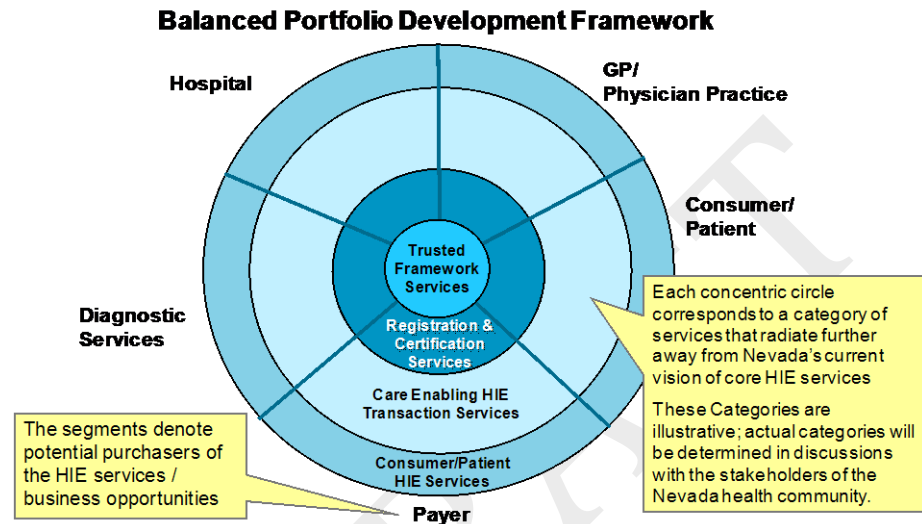 Balanced Portfolio Development Framework
Hospital
GP/
Physician Practice
Consumer/
Patient
Diagnostic
Services
Payer
Trusted
Framework
Services
Registration &
Certification
Services
Care Enabling HIE
Transaction Services
Consumer/Patient
HIE Services
Each concentric circle
corresponds to a category of
services that radiate further
away from Nevada's current
vision of core HIE services
These Categories are
illustrative; actual categories will
be determined in discussions
with the stakeholders of the
Nevada health community.
The segments denote
potential purchasers of
the HIE services /
business opportunities